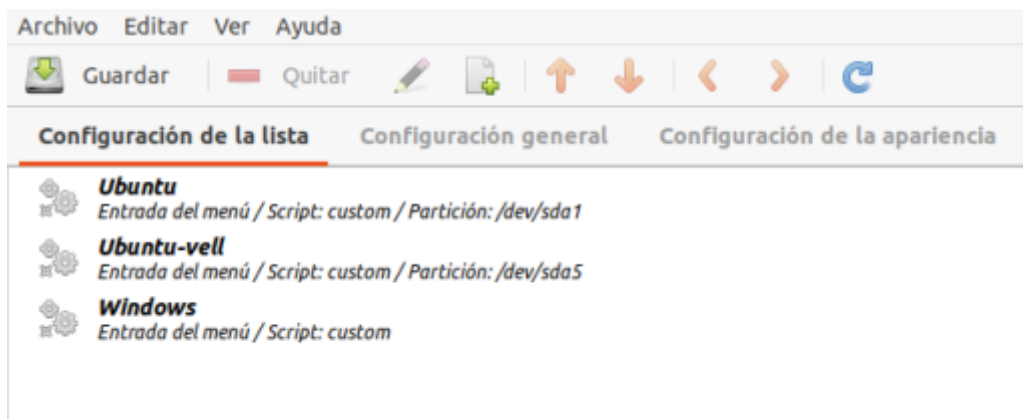 Archivo Editar Ver Ayuda
Guardar Quitar
Configuración de la lista Configuración general Configuración de la apariencia
Ubuntu
Entrada del menú / Script: custom / Partición: /dev/sda1
Ubuntu-vell
Entrada del menú / Script: custom / Partición: /dev/sda5
Windows
Entrada del menú / Script: custom